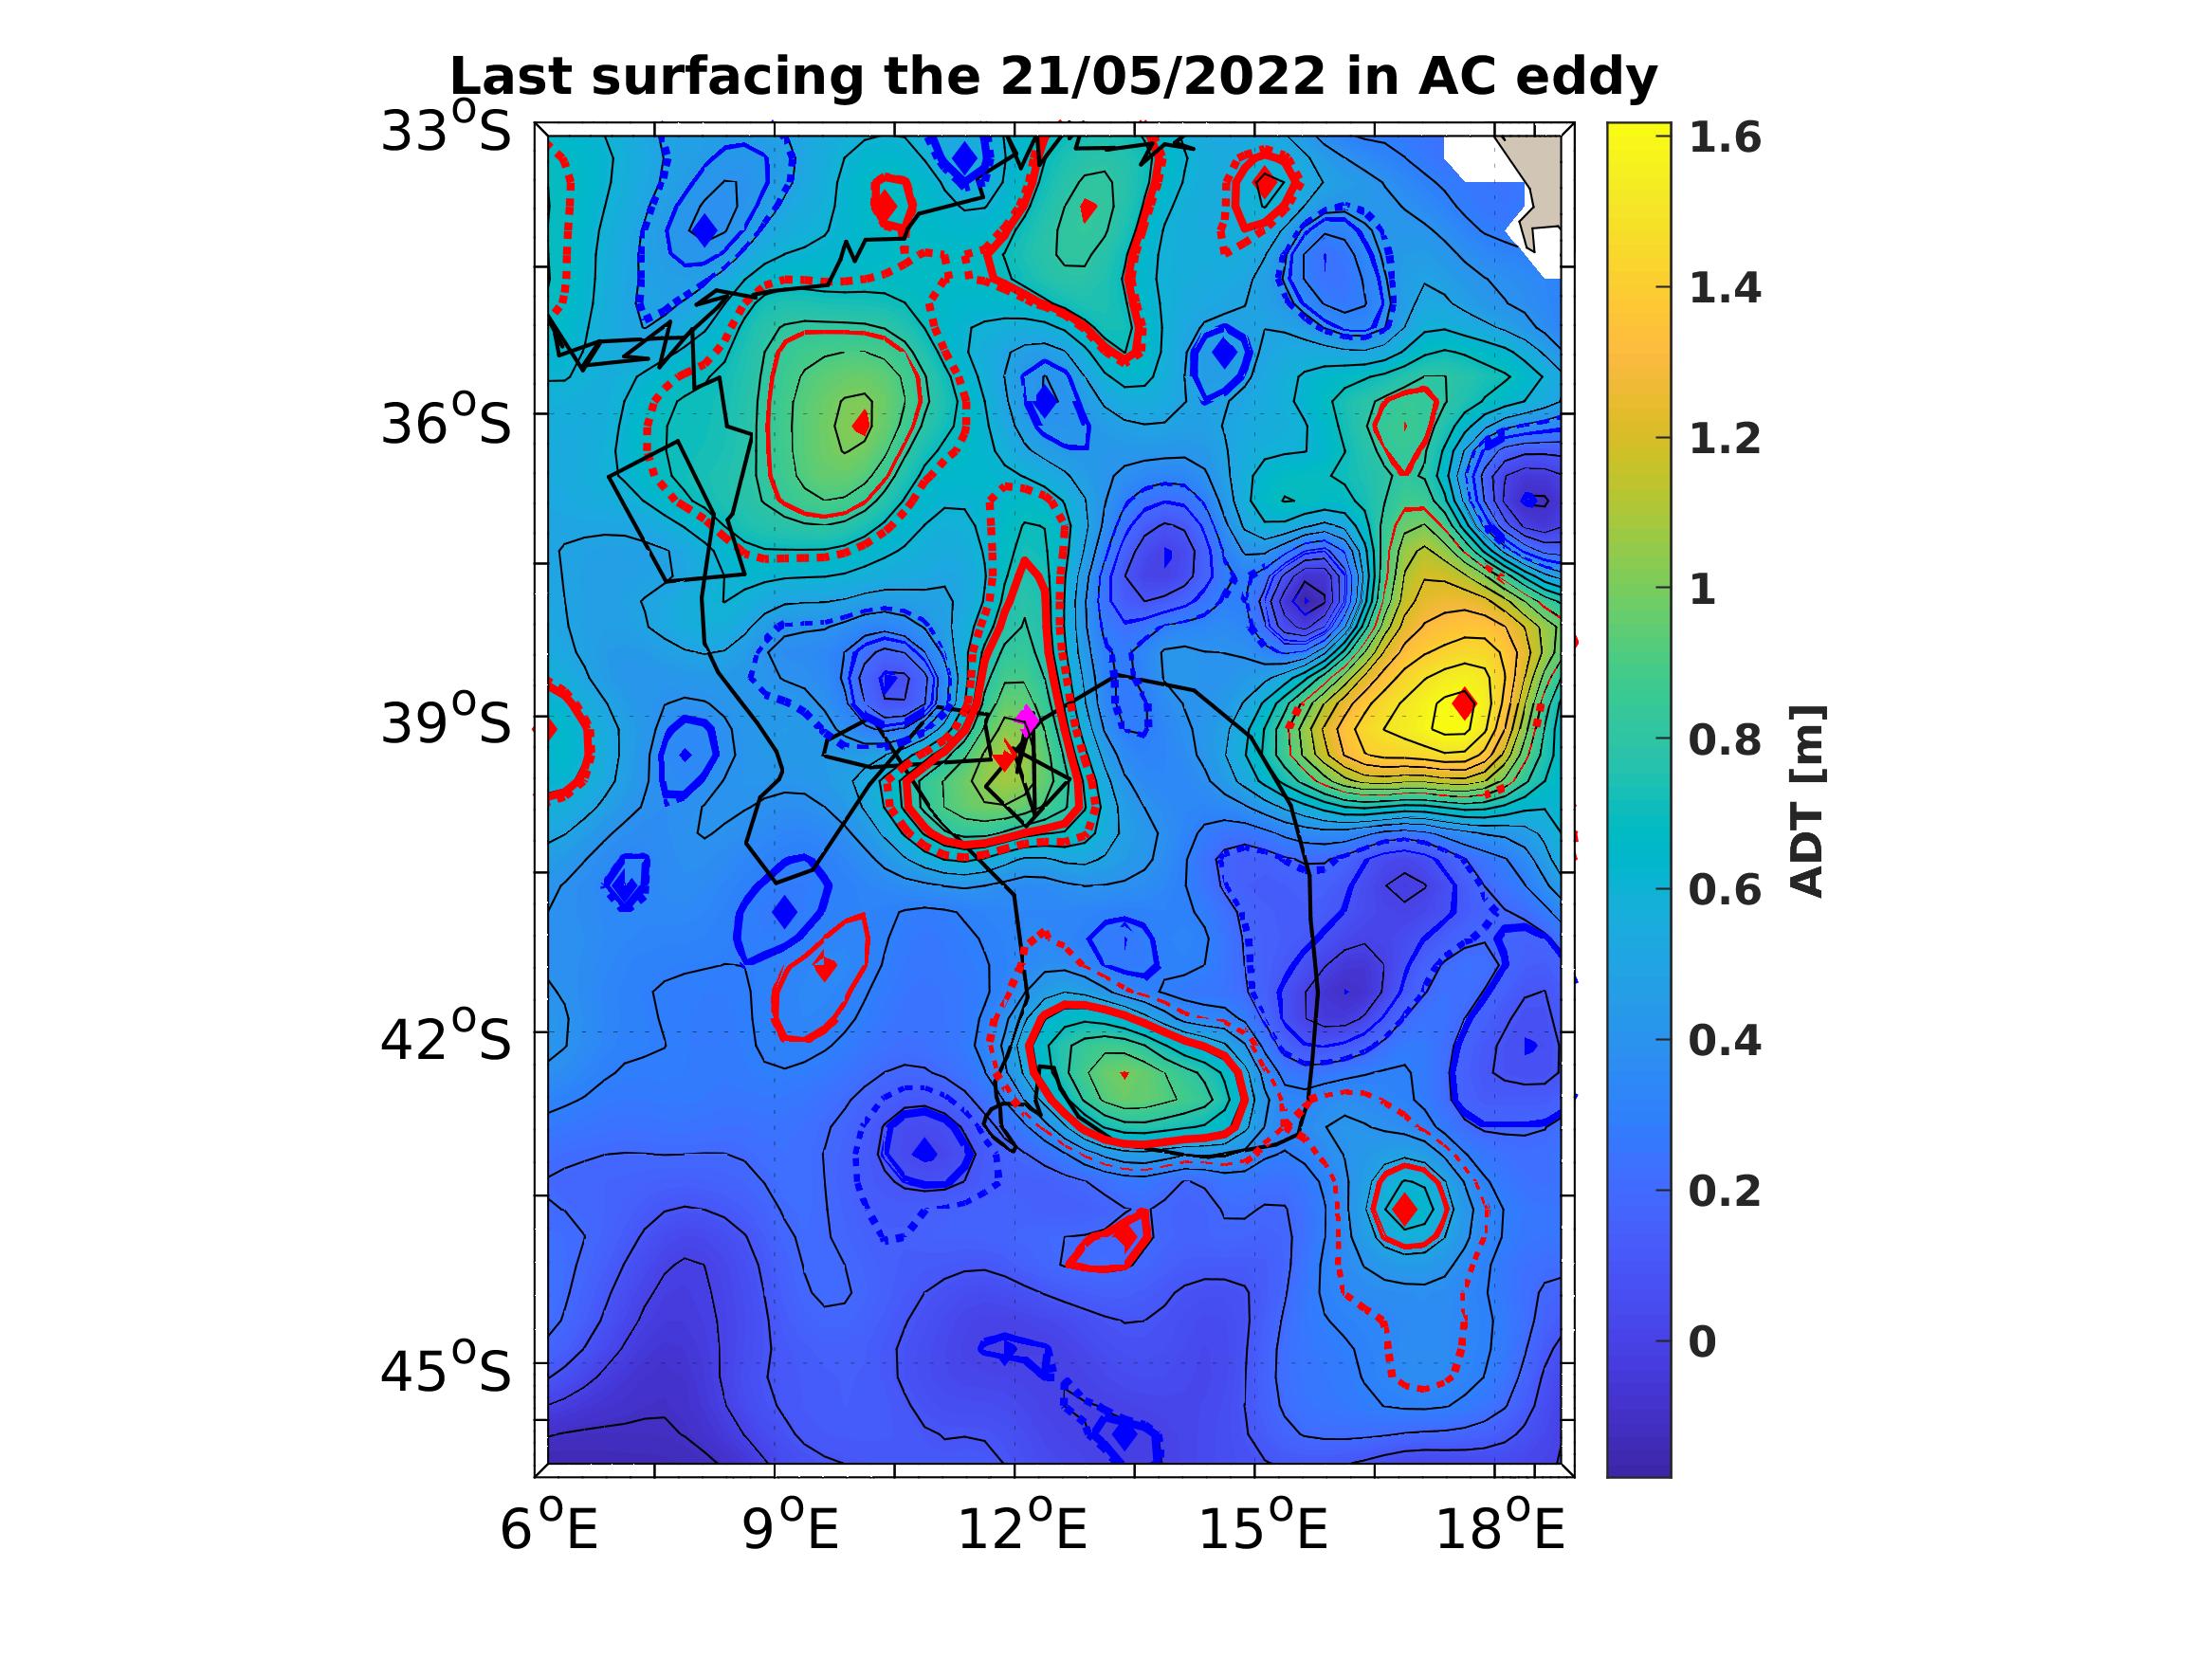 Last surfacing the 21/05/2022 in AC eddy
33°S
36°S
39°S
42°S
45°S
6°E 9°E 12°E 15°E 18°E
1.6
1.4
1.2
1
0.8
0.6
0.4
0.2
0
ADT [m]